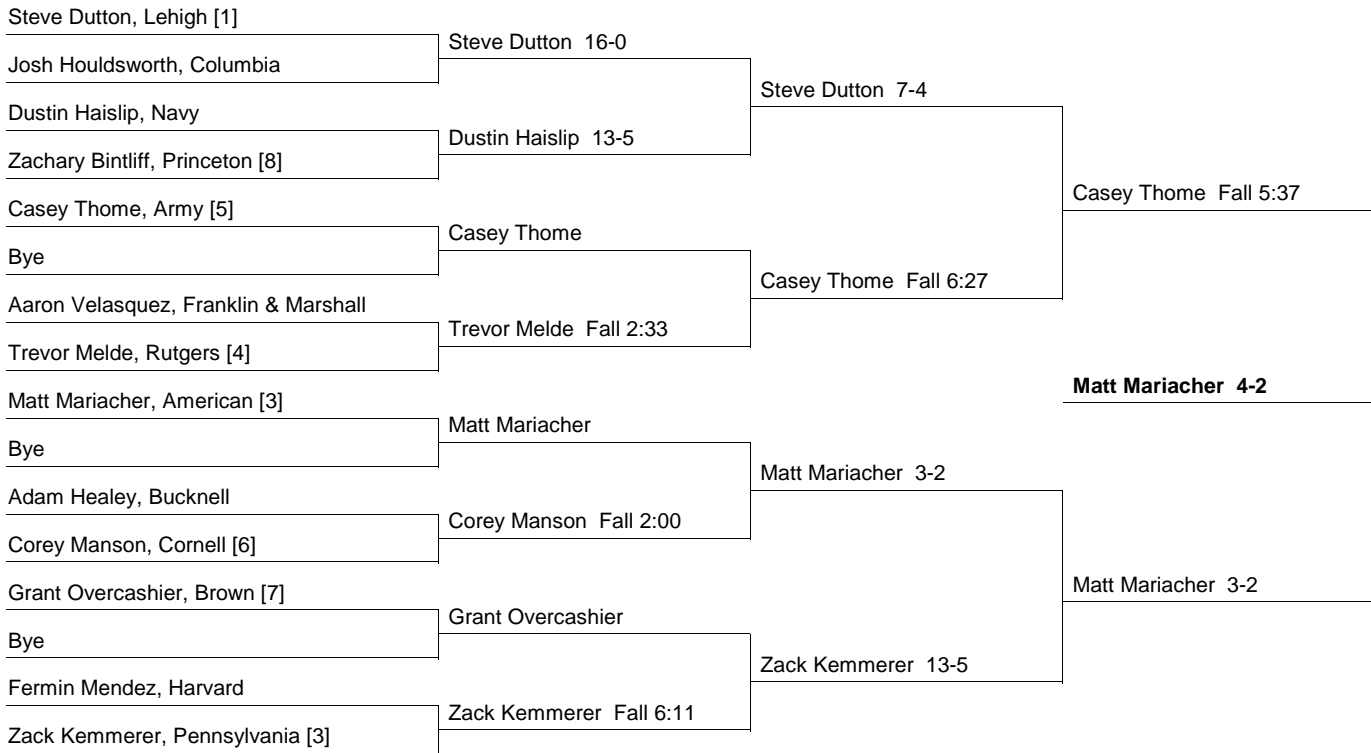 Steve Dutton, Lehigh [1]
Josh Houldsworth, Columbia
Dustin Haislip, Navy
Zachary Bintliff, Princeton [8]
Casey Thome, Army [5]
Bye
Aaron Velasquez, Franklin & Marshall
Trevor Melde, Rutgers [4]
Matt Mariacher, American [3]
Bye
Adam Healey, Bucknell
Corey Manson, Cornell [6]
Grant Overcashier, Brown [7]
Bye
Fermin Mendez, Harvard
Zack Kemmerer, Pennsylvania [3]
Steve Dutton 16-0
Dustin Haislip 13-5
Casey Thome
Trevor Melde Fall 2:33
Matt Mariacher
Corey Manson Fall 2:00
Grant Overcashier
Zack Kemmerer Fall 6:11
Steve Dutton 7-4
Casey Thome Fall 6:27
Matt Mariacher 3-2
Zack Kemmerer 13-5
Casey Thome Fall 5:37
Matt Mariacher 4-2
Matt Mariacher 3-2